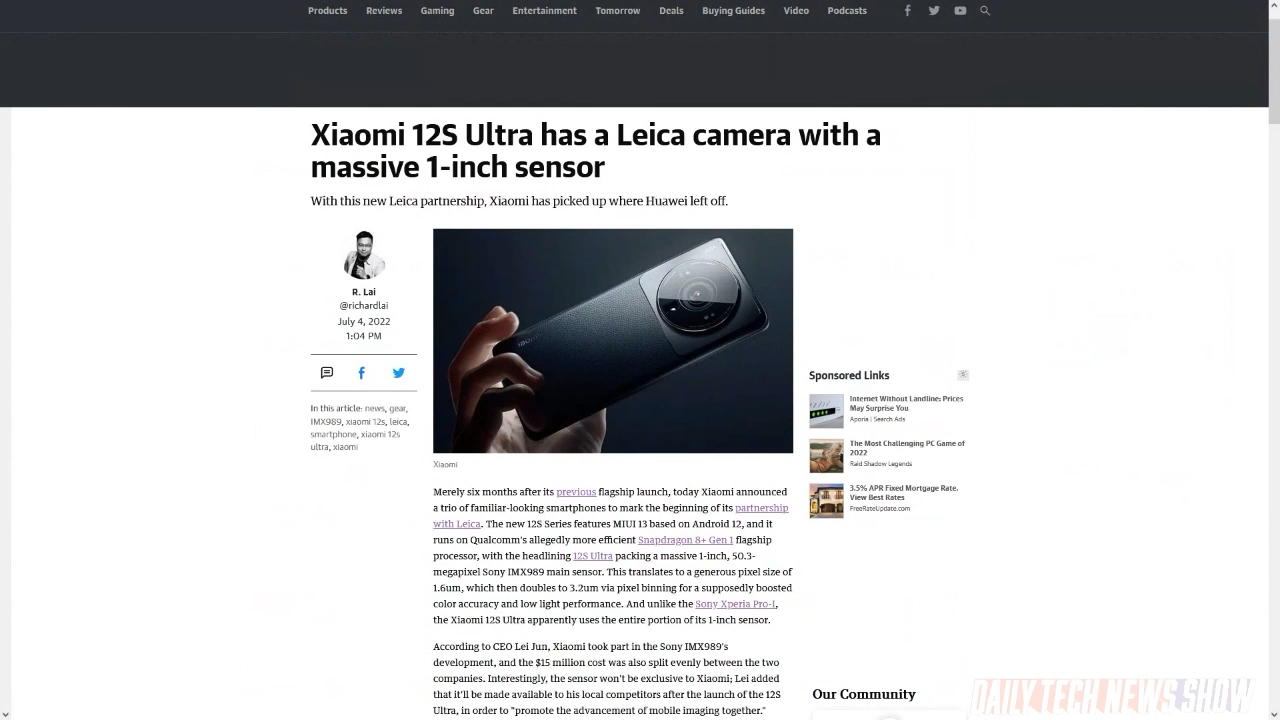 Products Reviews Gaming Gear Entertainment Tomorrow Deals Buying Guides Video Podcasts
Xiaomi 12S Ultra has a Leica camera with a
massive 1-inch sensor
With this new Leica partnership, Xiaomi has picked up where Huawei left off.
R. Lai
@richardlai
July 4, 2022
1:04 PM
In this article: news, gear,
IMX989, xiaomi 12s, leica,
smartphone, xiaomi 12s
ultra, xiaomi
XIAOMI
Xiaomi
Merely six months after its previous flagship launch, today Xiaomi announced
a trio of familiar-looking smartphones to mark the beginning of its partnership
with Leica. The new 12S Series features MIUI 13 based on Android 12, and it
runs on Qualcomm's allegedly more efficient Snapdragon 8+ Gen 1 flagship
processor, with the headlining 12S Ultra packing a massive 1-inch, 50.3-
megapixel Sony IMX989 main sensor. This translates to a generous pixel size of
1.6um, which then doubles to 3.2um via pixel binning for a supposedly boosted
color accuracy and low light performance. And unlike the Sony Xperia Pro-I,
the Xiaomi 12S Ultra apparently uses the entire portion of its 1-inch sensor.
According to CEO Lei Jun, Xiaomi took part in the Sony IMX989's
development, and the $15 million cost was also split evenly between the two
companies. Interestingly, the sensor won't be exclusive to Xiaomi; Lei added
that it'll be made available to his local competitors after the launch of the 12S
Ultra, in order to "promote the advancement of mobile imaging together."
Sponsored Links
Internet Without Landline: Prices
May Surprise You
Aporia | Search Ads
The Most Challenging PC Game of
2022
Raid Shadow Legends
3.5% APR Fixed Mortgage Rate.
View Best Rates
FreeRateUpdate.com
Our Community
DAILY TECH NEWS SHOW